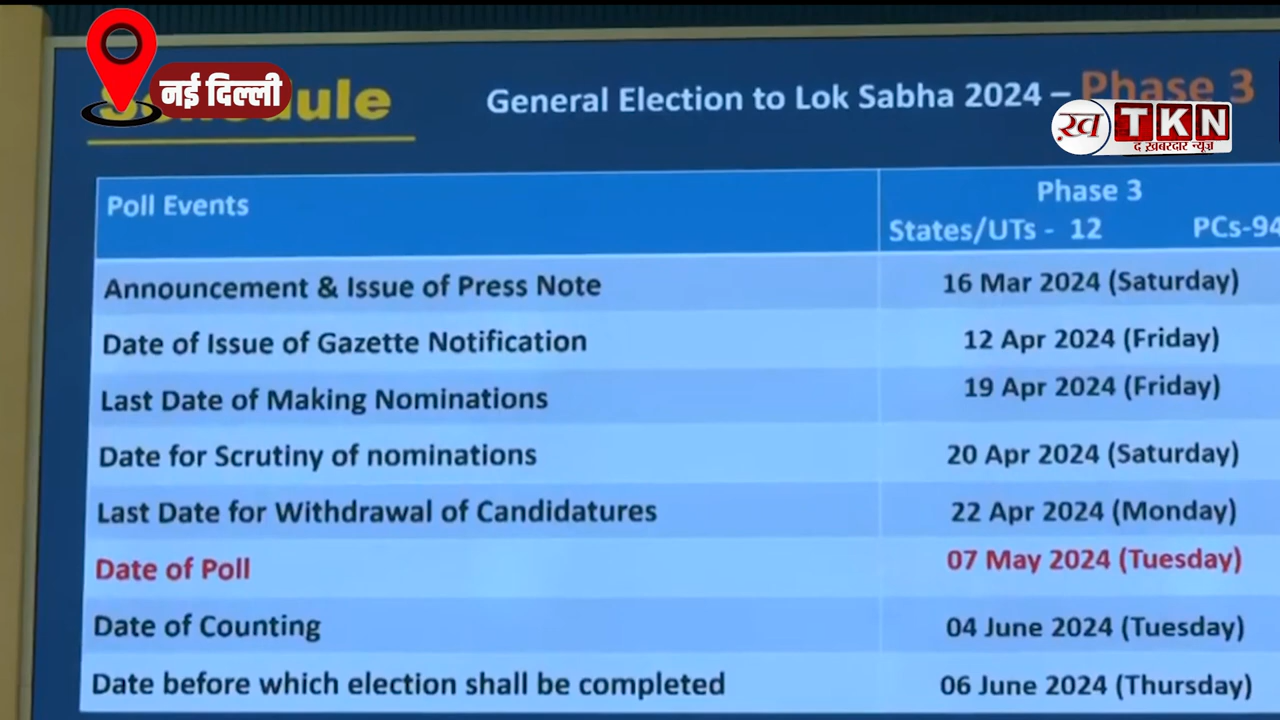 नई दिल्ली
Schedule
General Election to Lok Sabha 2024 – Phase 3
ख़ TKN
द ख़बरदार न्यूज़
Poll Events
Phase 3
States/UTs - 12 PCs-94
Announcement & Issue of Press Note 16 Mar 2024 (Saturday)
Date of Issue of Gazette Notification 12 Apr 2024 (Friday)
Last Date of Making Nominations 19 Apr 2024 (Friday)
Date for Scrutiny of nominations 20 Apr 2024 (Saturday)
Last Date for Withdrawal of Candidatures 22 Apr 2024 (Monday)
Date of Poll 07 May 2024 (Tuesday)
Date of Counting 04 June 2024 (Tuesday)
Date before which election shall be completed 06 June 2024 (Thursday)